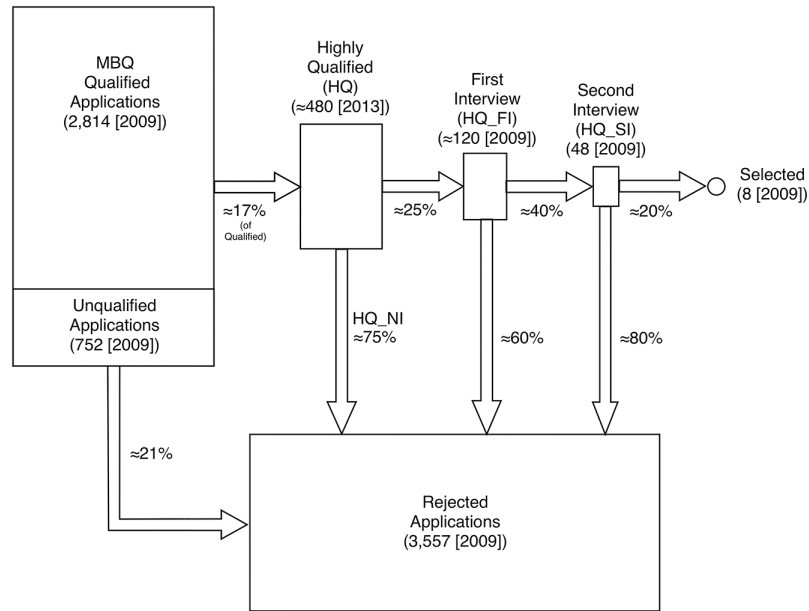 MBQ
Qualified
Applications
(2,814 [2009])
Highly
Qualified
(HQ)
(≈480 [2013])
First
Interview
(HQ_FI)
(≈120 [2009])
Second
Interview
(HQ_SI)
(48 [2009])
Selected
(8 [2009])
≈17%
(of
Qualified)
≈25%
≈40%
≈20%
Unqualified
Applications
(752 [2009])
HQ_NI
≈75%
≈60%
≈80%
≈21%
Rejected
Applications
(3,557 [2009])